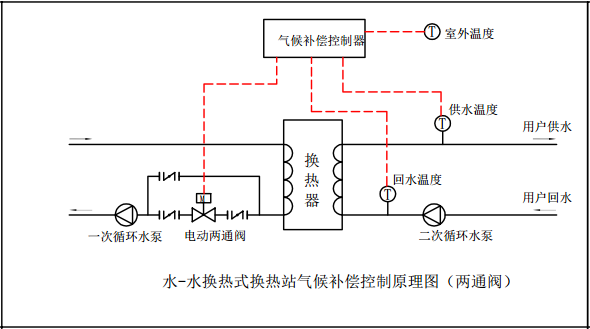 气候补偿控制器
T 室外温度
供水温度
T
用户供水
换热器
回水温度
T
用户回水
M
一次循环水泵
电动两通阀
二次循环水泵
水-水换热式换热站气候补偿控制原理图（两通阀）